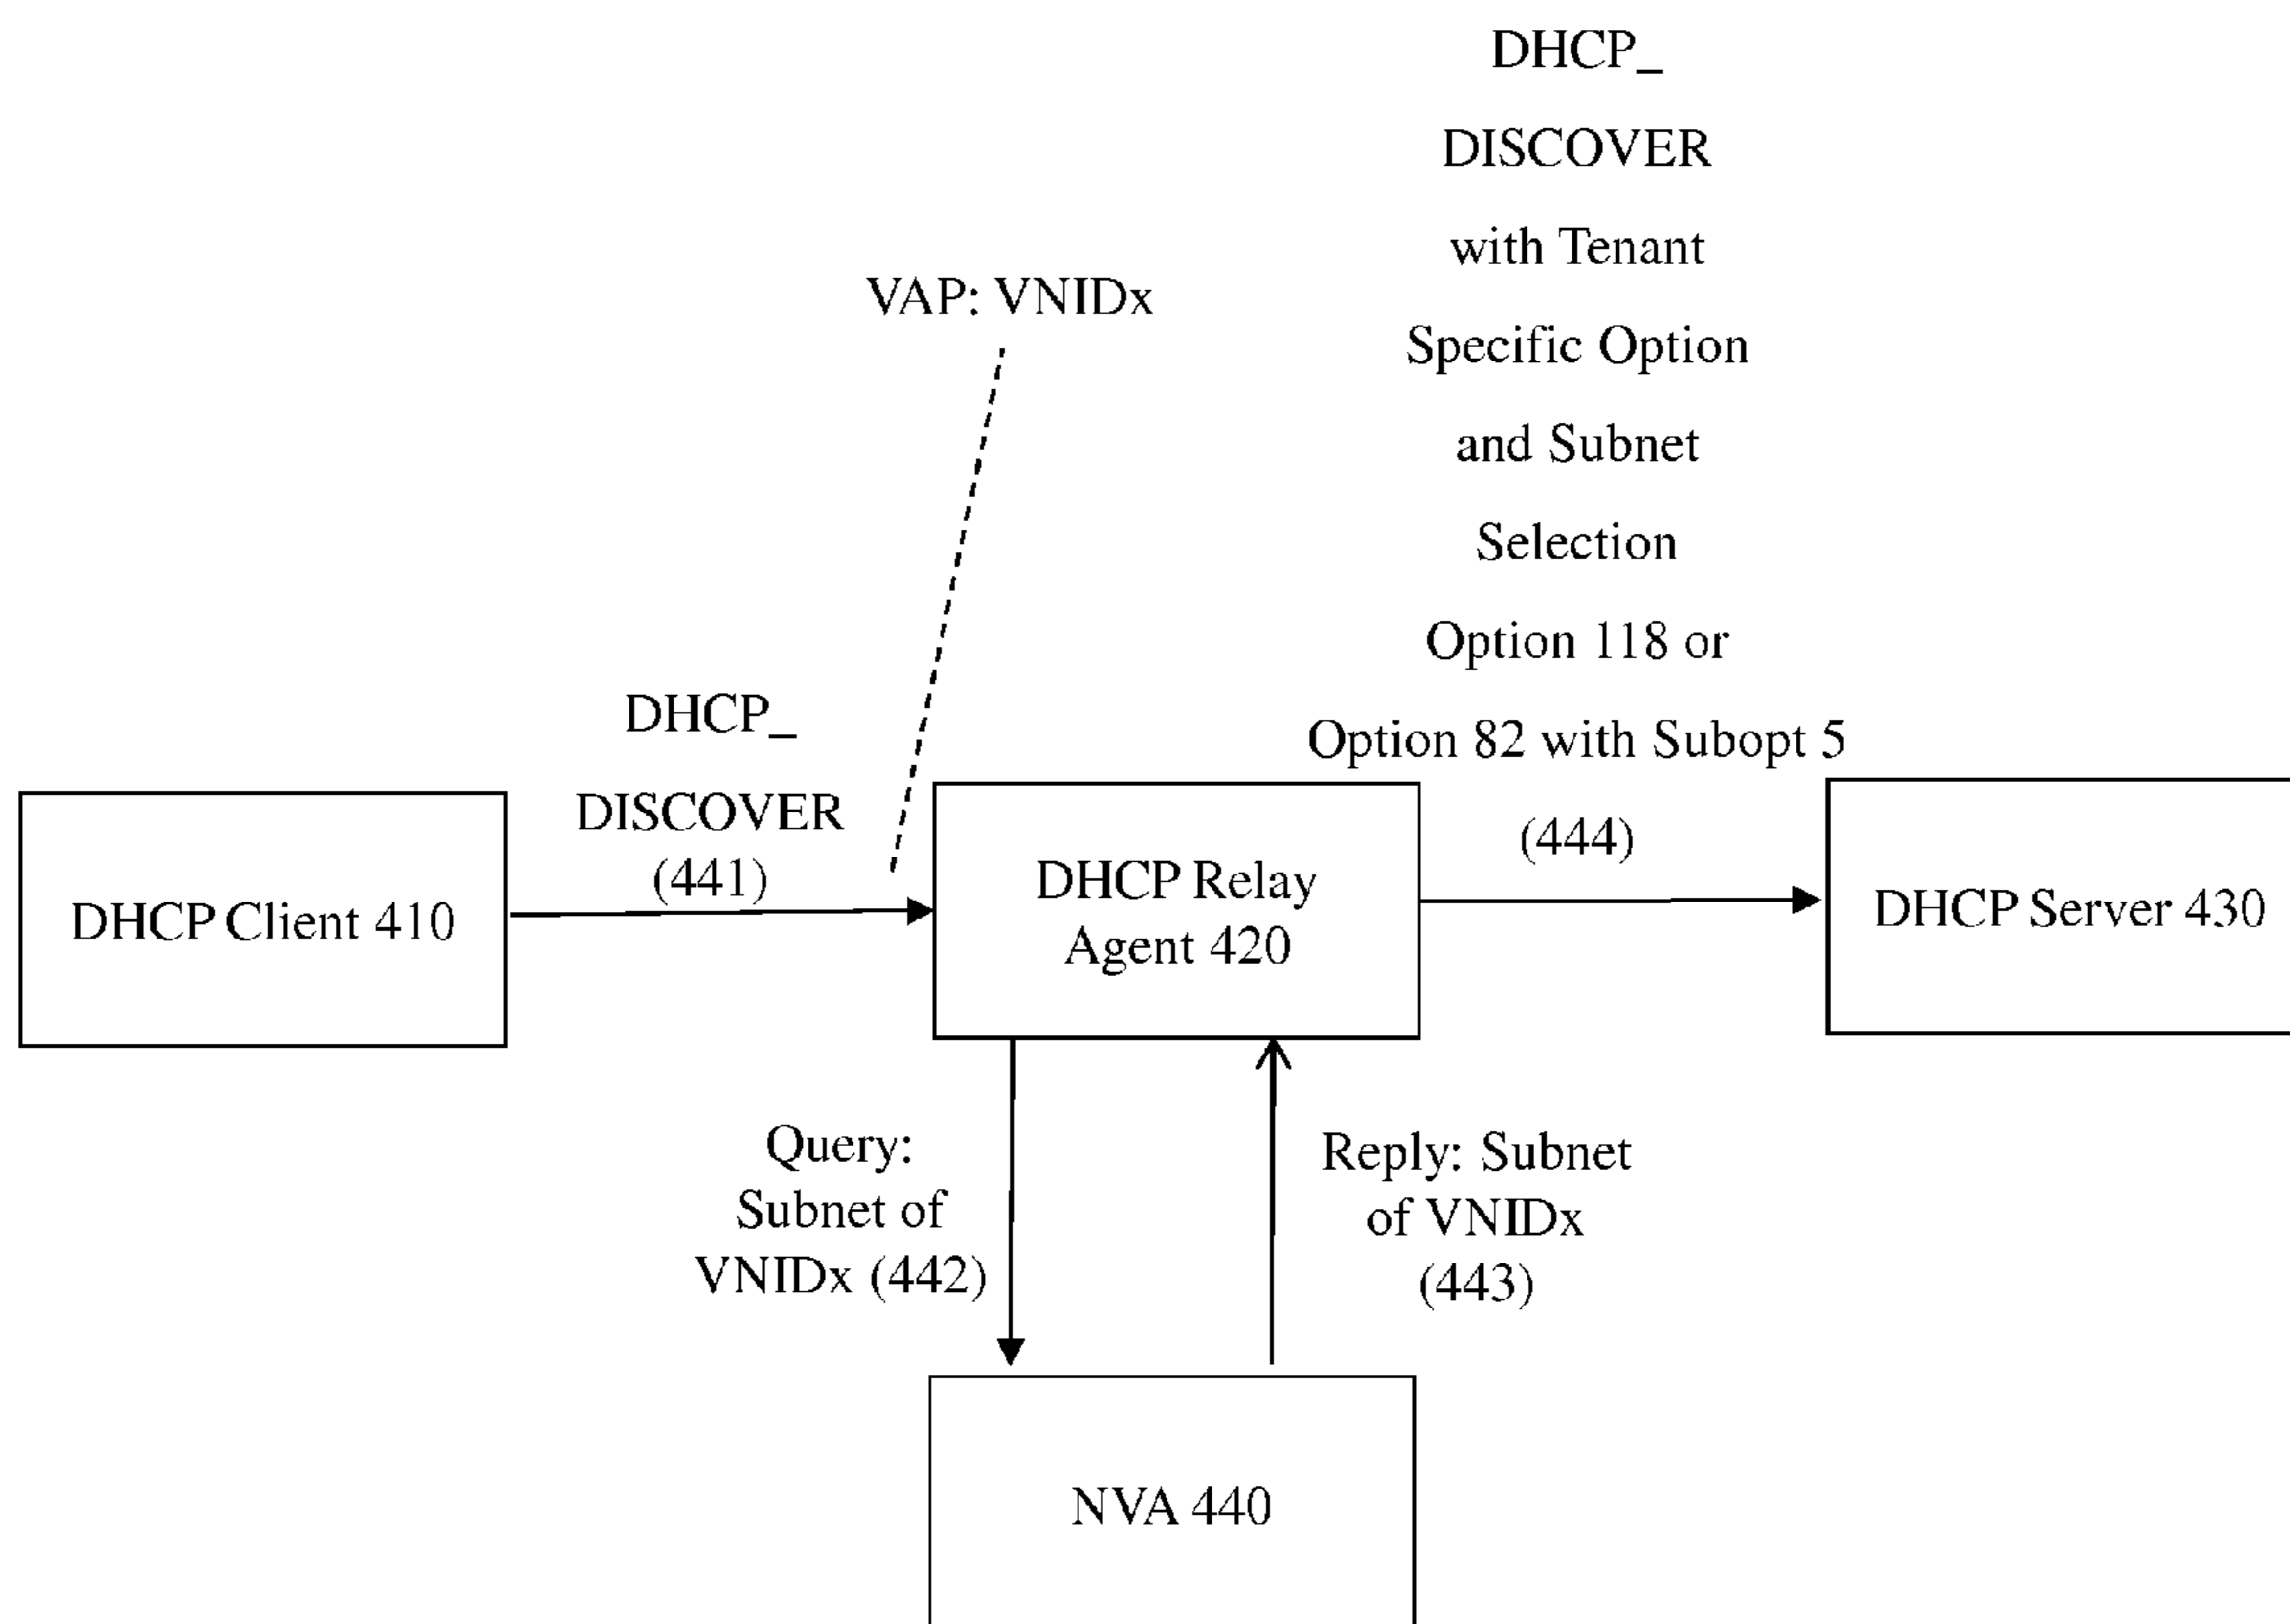 DHCP_
DISCOVER
with Tenant
Specific Option
and Subnet
Selection
Option 118 or
Option 82 with Subopt 5
(444)
VAP: VNIDx
DHCP_
DISCOVER
(441)
DHCP Client 410
DHCP Relay
Agent 420
DHCP Server 430
Query:
Subnet of
VNIDx (442)
Reply: Subnet
of VNIDx
(443)
NVA 440